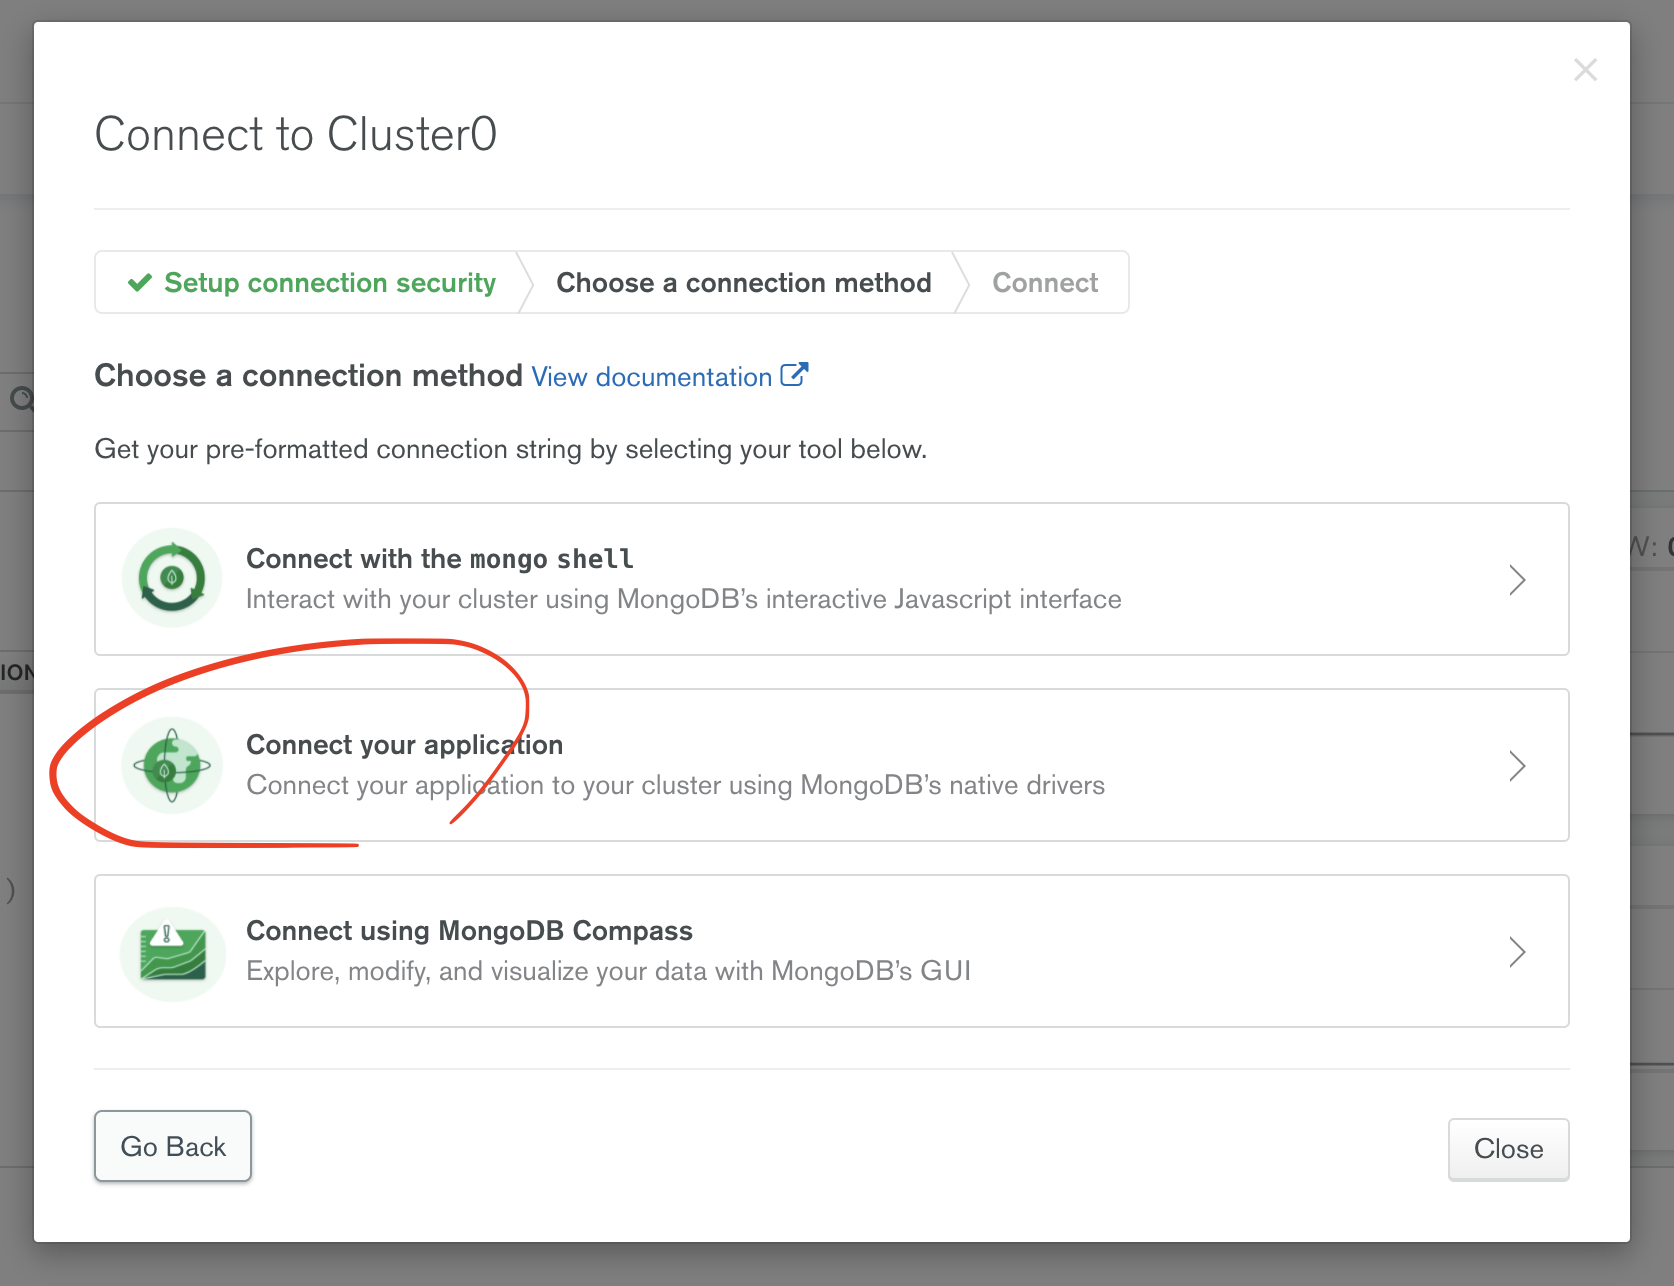 Connect to Cluster0
Setup connection security
Choose a connection method
Connect
Choose a connection method View documentation
Get your pre-formatted connection string by selecting your tool below.
Connect with the mongo shell
Interact with your cluster using MongoDB's interactive Javascript interface
Connect your application
Connect your application to your cluster using MongoDB's native drivers
Connect using MongoDB Compass
Explore, modify, and visualize your data with MongoDB's GUI
Go Back
Close